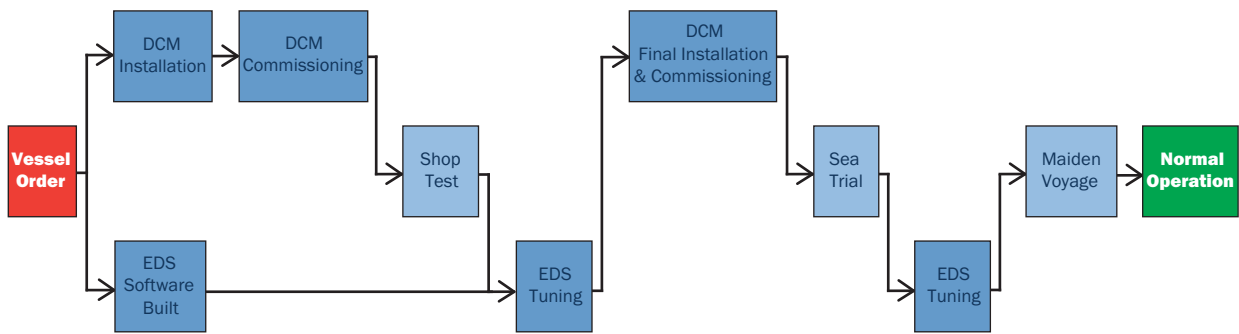 DCM
Installation
DCM
Commissioning
DCM
Final Installation
& Commissioning
Vessel
Order
Shop
Test
Sea
Trial
Maiden
Voyage
Normal
Operation
EDS
Software
Built
EDS
Tuning
EDS
Tuning